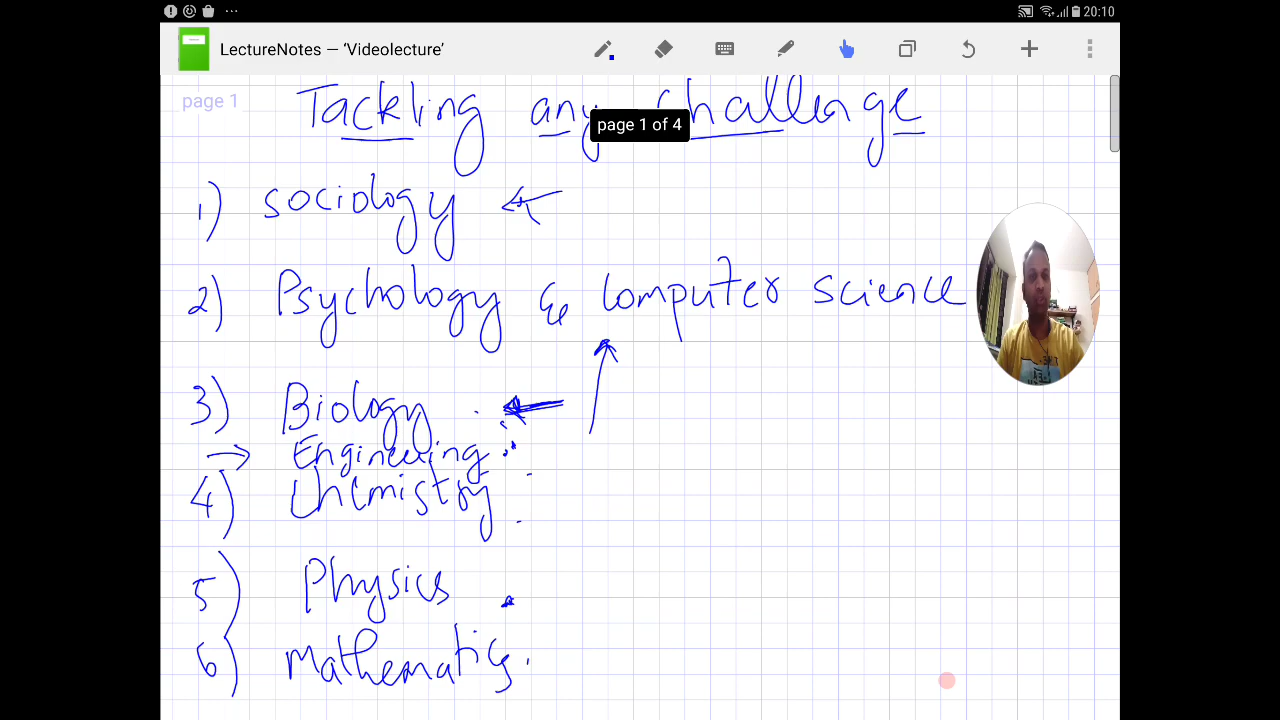 20:10
LectureNotes — ‘Videolecture’
page 1
Tackling any challenge
page 1 of 4
1) sociology
2) Psychology & computer science
3) Biology
Engineering
4) Chemistry
5) Physics
6) Mathematics